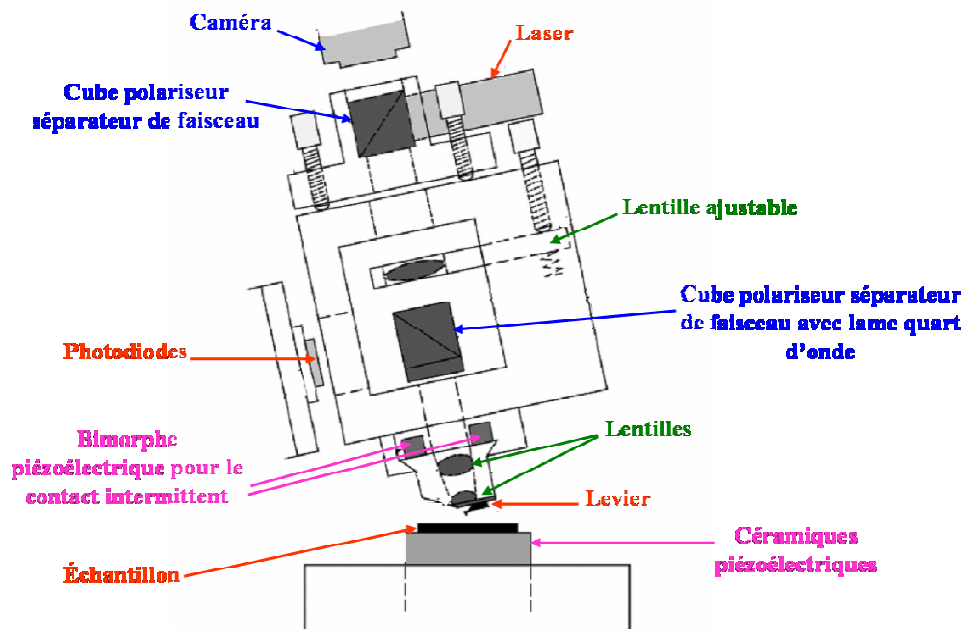 Caméra
Laser
Cube polariseur
séparateur de faisceau
Lentille ajustable
Cube polariseur séparateur
de faisceau avec lame quart
d'onde
Photodiodes
Bimorphe
piézoélectrique pour le
contact intermittent
Lentilles
Levier
Échantillon
Céramiques
piézoélectriques